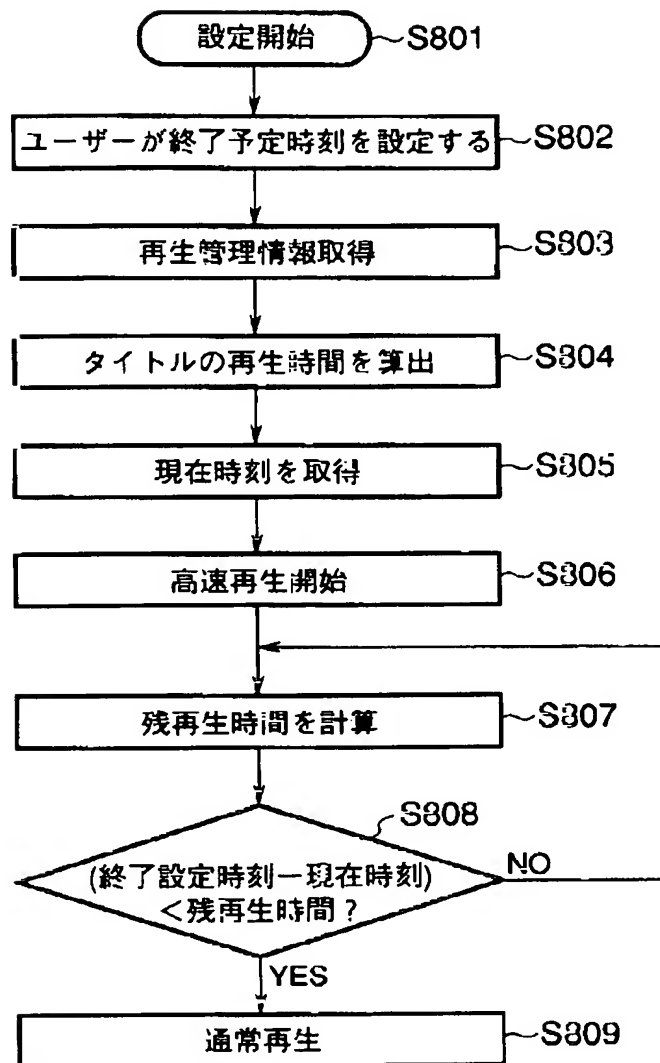 設定開始
S801
ユーザーが終了予定時刻を設定する
S802
再生管理情報取得
S803
タイトルの再生時間を算出
S804
現在時刻を取得
S805
高速再生開始
S806
残再生時間を計算
S807
S808
(終了設定時刻ー現在時刻)
<残再生時間?
NO
YES
通常再生
S809